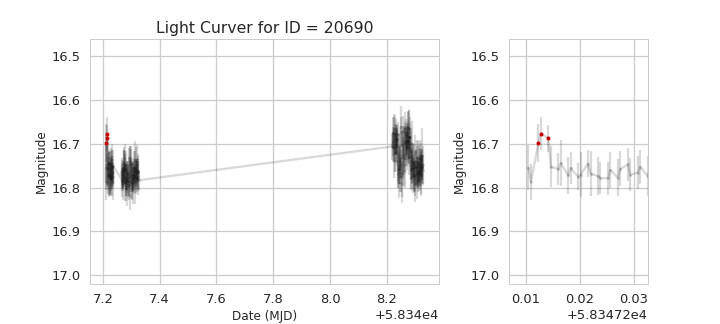 Light Curver for ID = 20690
16.5
16.6
16.7
16.8
16.9
17.0
Magnitude
7.2 7.4 7.6 7.8 8.0 8.2
Date (MJD)
+5.834e4
16.5
16.6
16.7
16.8
16.9
17.0
Magnitude
0.01 0.02 0.03
+5.83472e4